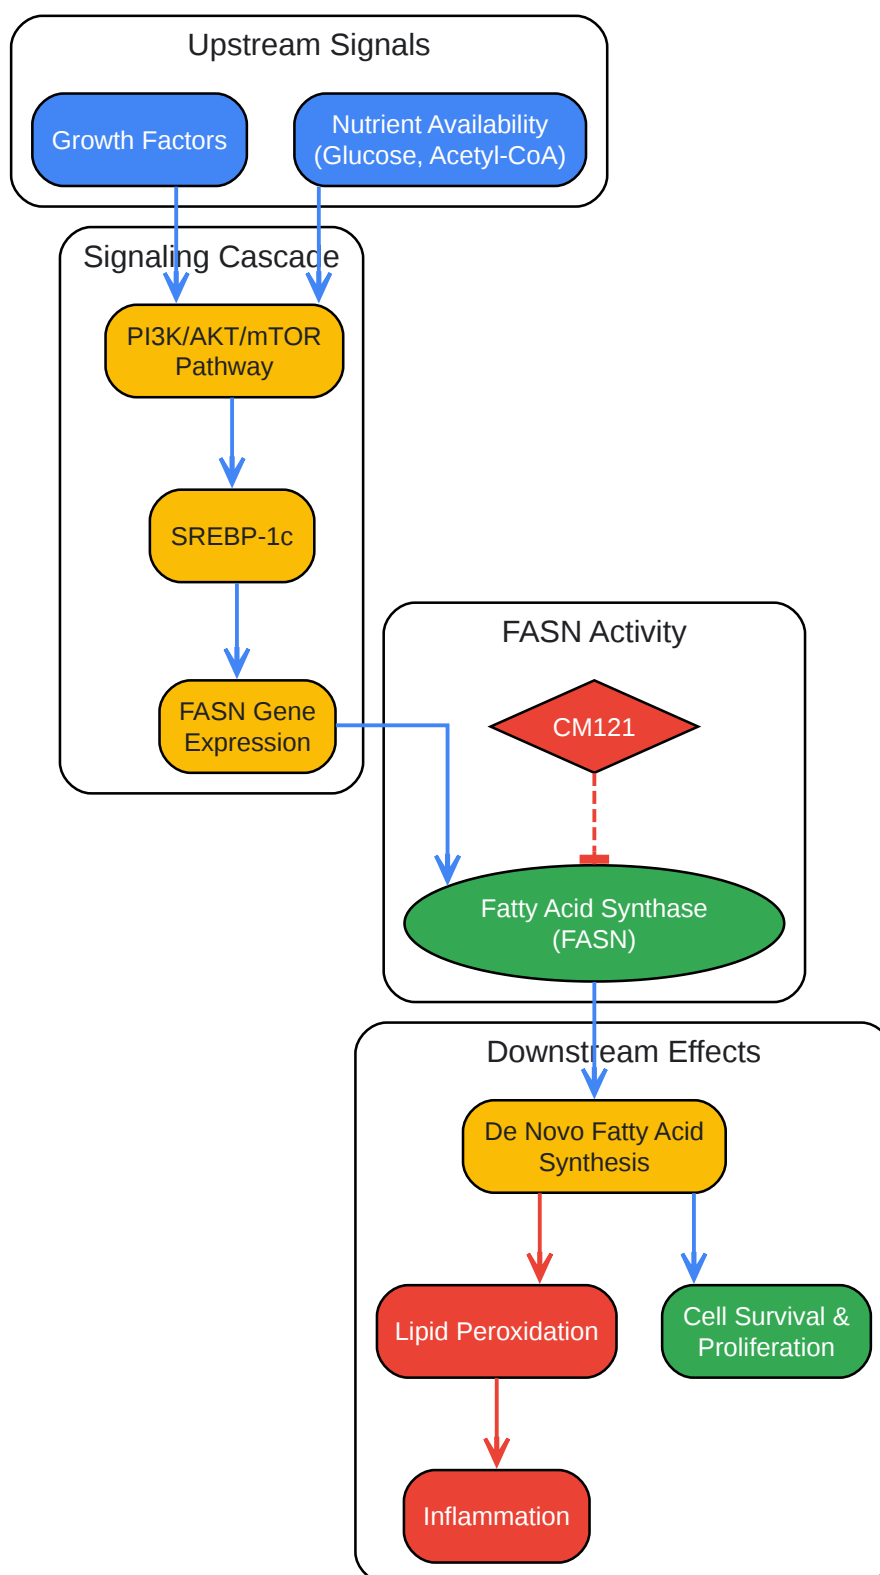 Upstream Signals
Growth Factors
Nutrient Availability
(Glucose, Acetyl-CoA)
Signaling Cascade
PI3K/AKT/mTOR
Pathway
SREBP-1c
FASN Gene
Expression
FASN Activity
CM121
Fatty Acid Synthase
(FASN)
Downstream Effects
De Novo Fatty Acid
Synthesis
Lipid Peroxidation
Cell Survival &
Proliferation
Inflammation